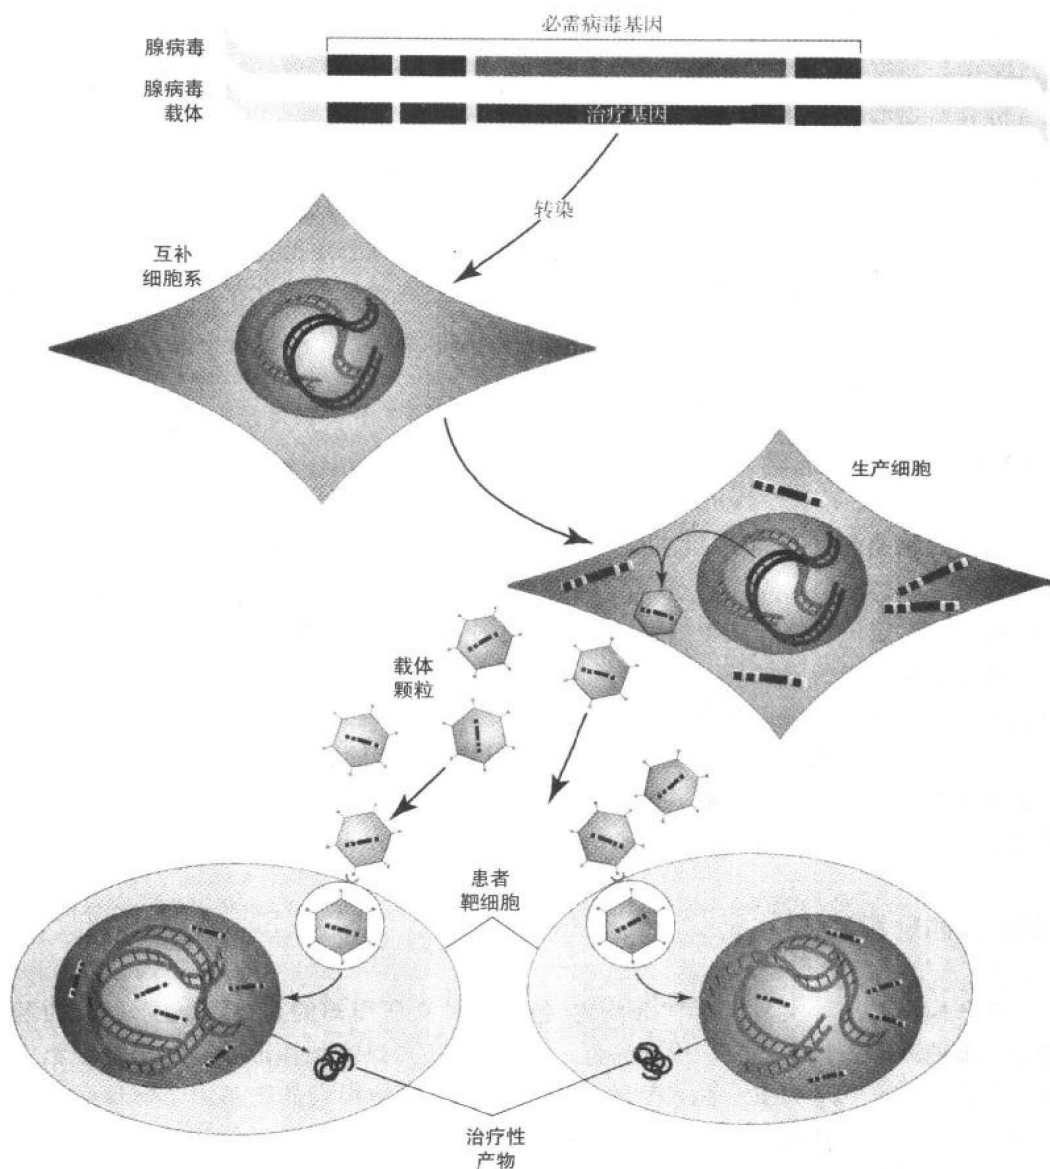 必需病毒基因
腺病毒
腺病毒
载体
治疗基因
转染
互补
细胞系
生产细胞
载体
颗粒
患者
靶细胞
治疗性
产物